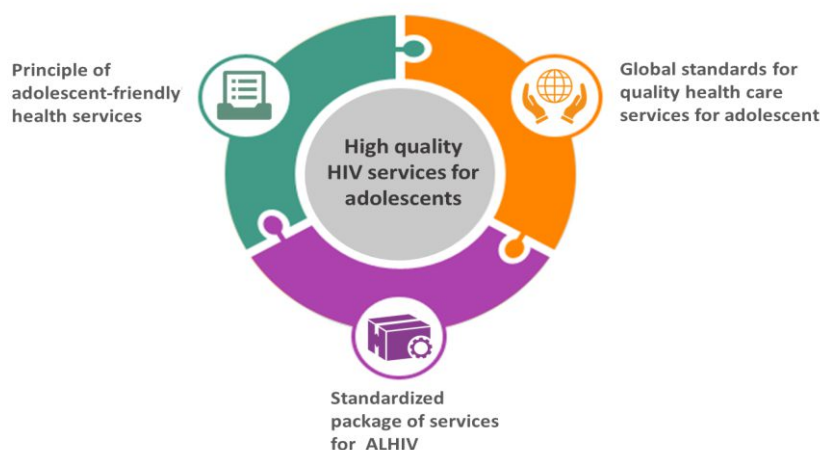 Principle of
adolescent-friendly
health services
Global standards for
quality health care
services for adolescent
High quality
HIV services for
adolescents
Standardized
package of services
for ALHIV